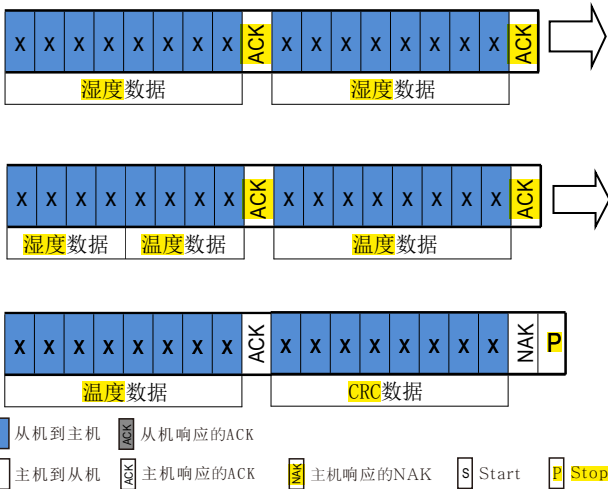 X X X X X X X X ACK X X X X X X X X ACK
湿度数据 湿度数据
X X X X X X X X ACK X X X X X X X X ACK
湿度数据 温度数据 温度数据
X X X X X X X X ACK X X X X X X X X NAK P
温度数据 CRC数据
从机到主机 ACK 从机响应的ACK
主机到从机 ACK 主机响应的ACK NAK 主机响应的NAK S Start P Stop